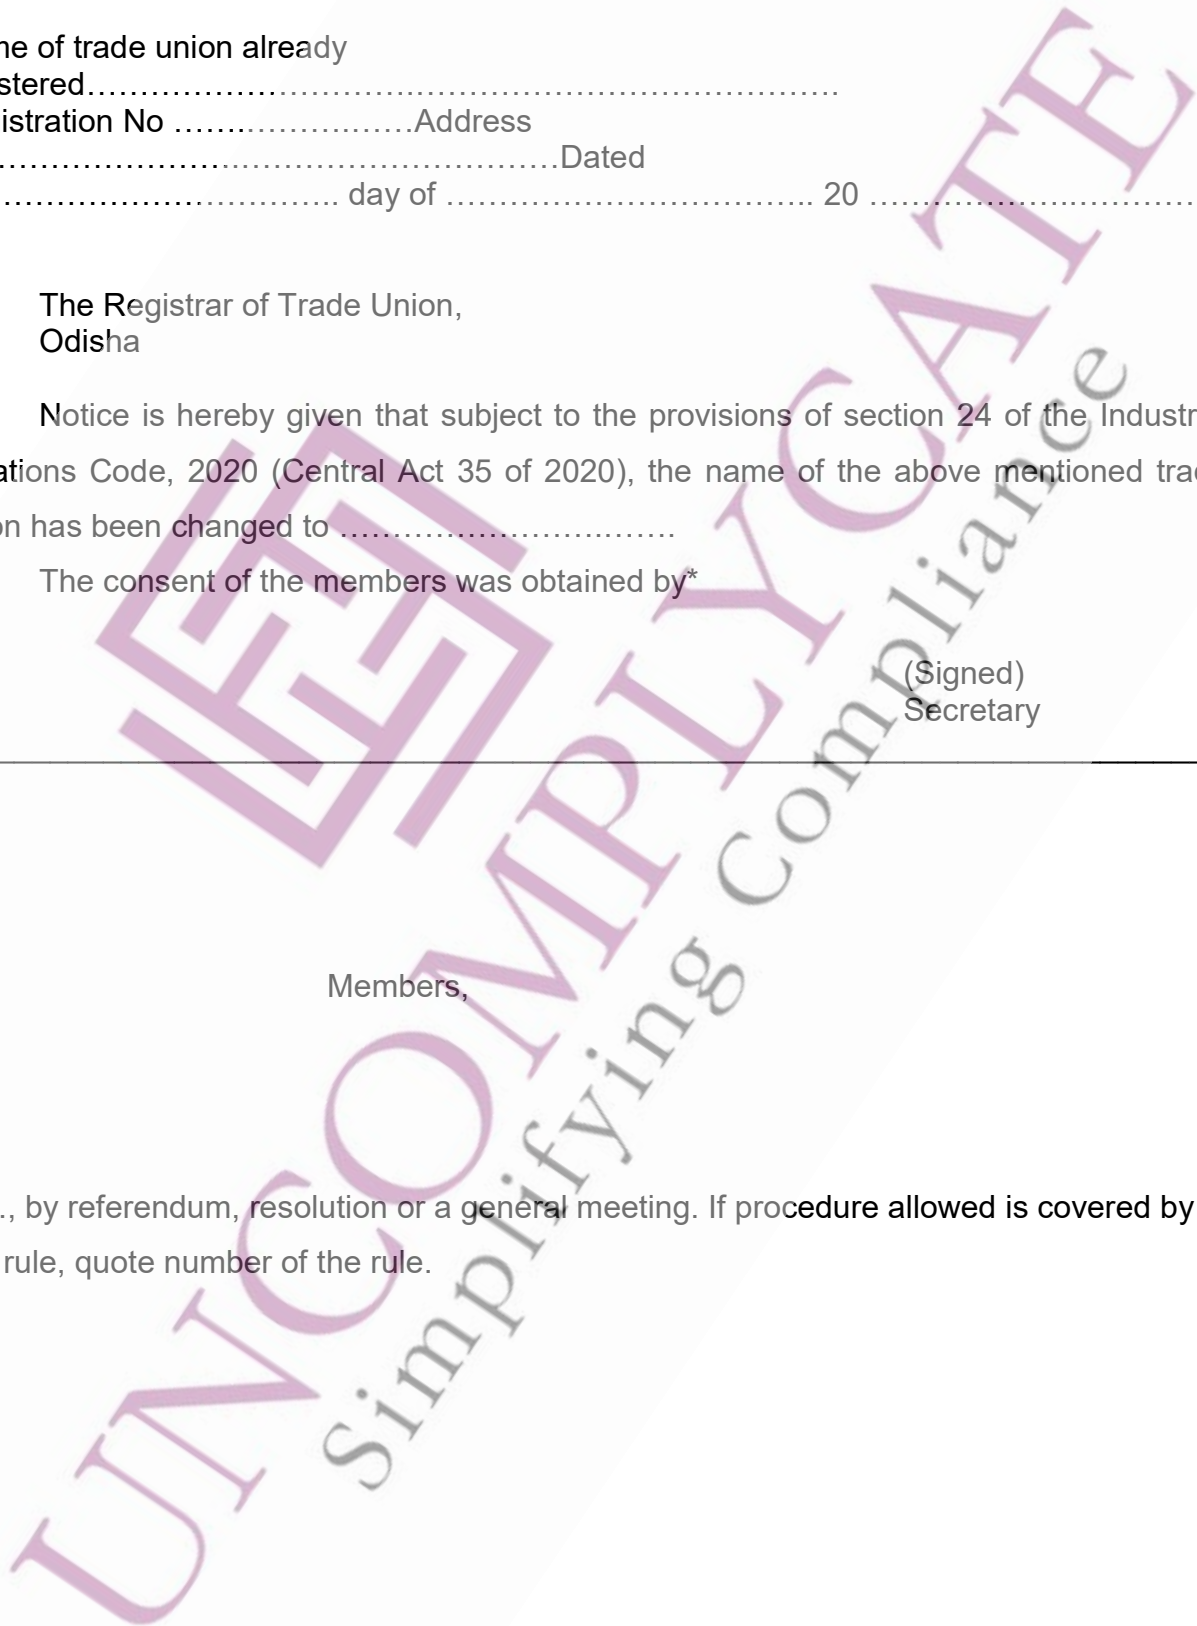 me of trade union already
stered……………………………………………………………….
istration No …….…………….Address
…………………………………………………….Dated
…………………………….. day of …………………………….. 20 …………………………
The Registrar of Trade Union,
Odisha
Notice is hereby given that subject to the provisions of section 24 of the Industr
ations Code, 2020 (Central Act 35 of 2020), the name of the above mentioned trad
on has been changed to …………………………..
The consent of the members was obtained by*
(Signed)
Secretary
Members,
., by referendum, resolution or a general meeting. If procedure allowed is covered by
rule, quote number of the rule.
UNCOMPLYCATE
Simplifying Compliance